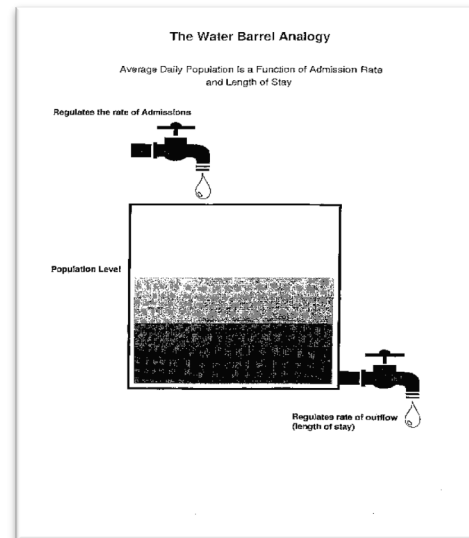 The Water Barrel Analogy
Average Daily Population Is a Function of Admission Rate
and Length of Stay
Regulates the rate of Admissions
Population Level
Regulates rate of outflow
(length of stay)